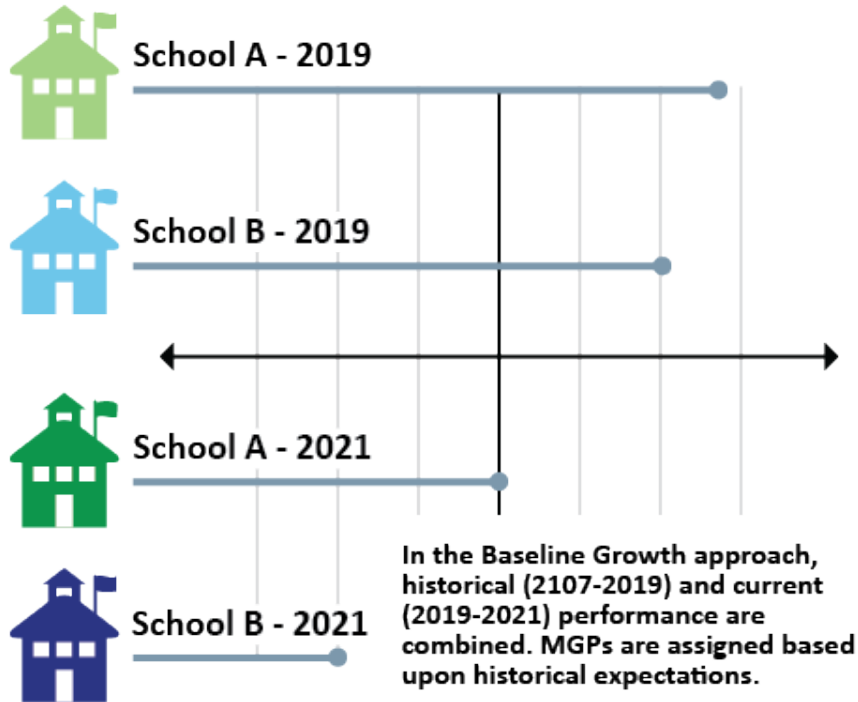 School A - 2019
School B - 2019
School A - 2021
School B - 2021
In the Baseline Growth approach,
historical (2107-2019) and current
(2019-2021) performance are
combined. MGPs are assigned based
upon historical expectations.